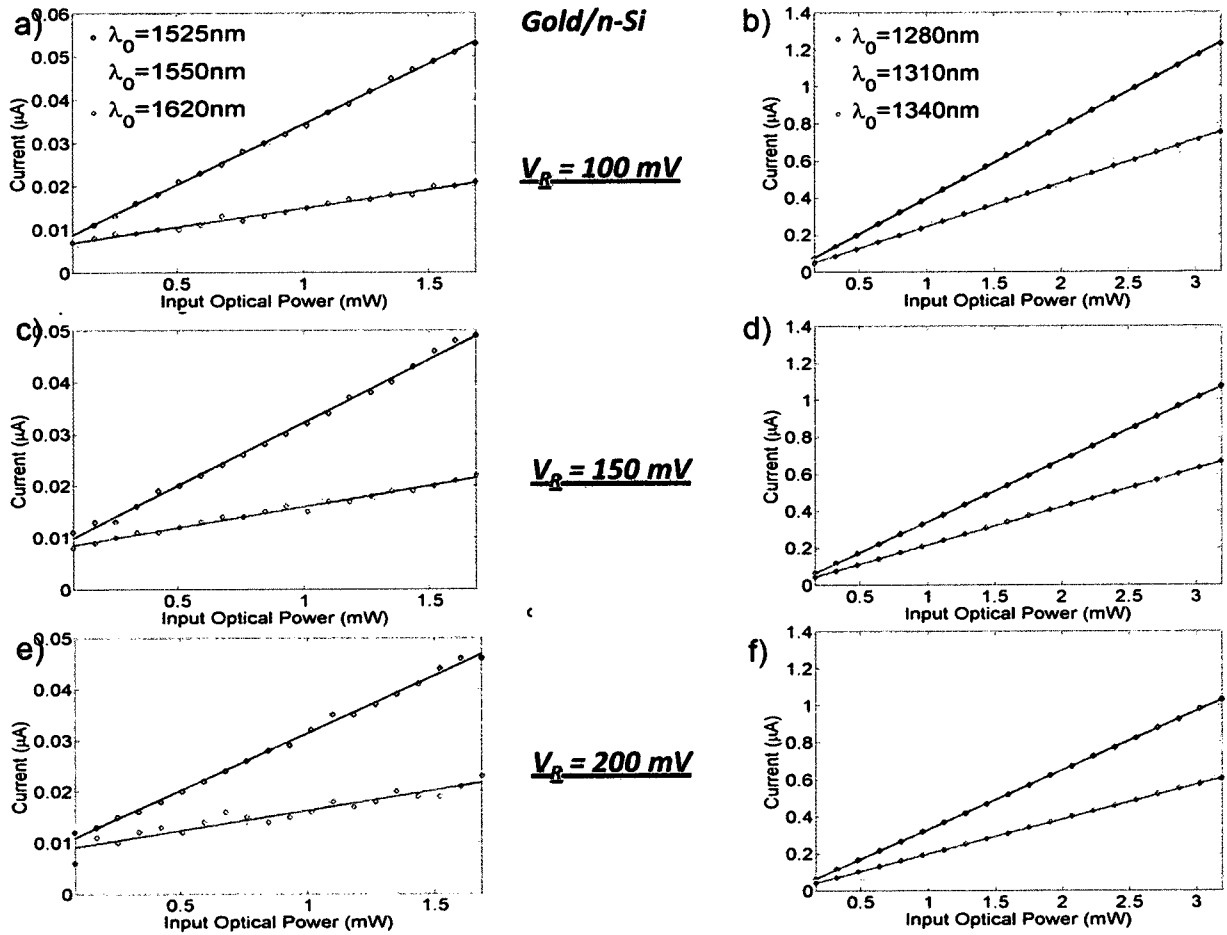 Gold/n-Si
a)
λ0=1525nm
λ0=1550nm
λ0=1620nm
0.06
0.05
0.04
0.03
0.02
0.01
0
Current (μA)
0.5
1
1.5
Input Optical Power (mW)
VR = 100 mV
b)
λ0=1280nm
λ0=1310nm
λ0=1340nm
1.4
1.2
1
0.8
0.6
0.4
0.2
0
Current (μA)
0.5
1
1.5
2
2.5
3
Input Optical Power (mW)
c)
0.05
0.04
0.03
0.02
0.01
0
Current (μA)
0.5
1
1.5
Input Optical Power (mW)
VR = 150 mV
d)
1.4
1.2
1
0.8
0.6
0.4
0.2
0
Current (μA)
0.5
1
1.5
2
2.5
3
Input Optical Power (mW)
e)
0.05
0.04
0.03
0.02
0.01
0
Current (μA)
0.5
1
1.5
Input Optical Power (mW)
VR = 200 mV
f)
1.4
1.2
1
0.8
0.6
0.4
0.2
0
Current (μA)
0.5
1
1.5
2
2.5
3
Input Optical Power (mW)